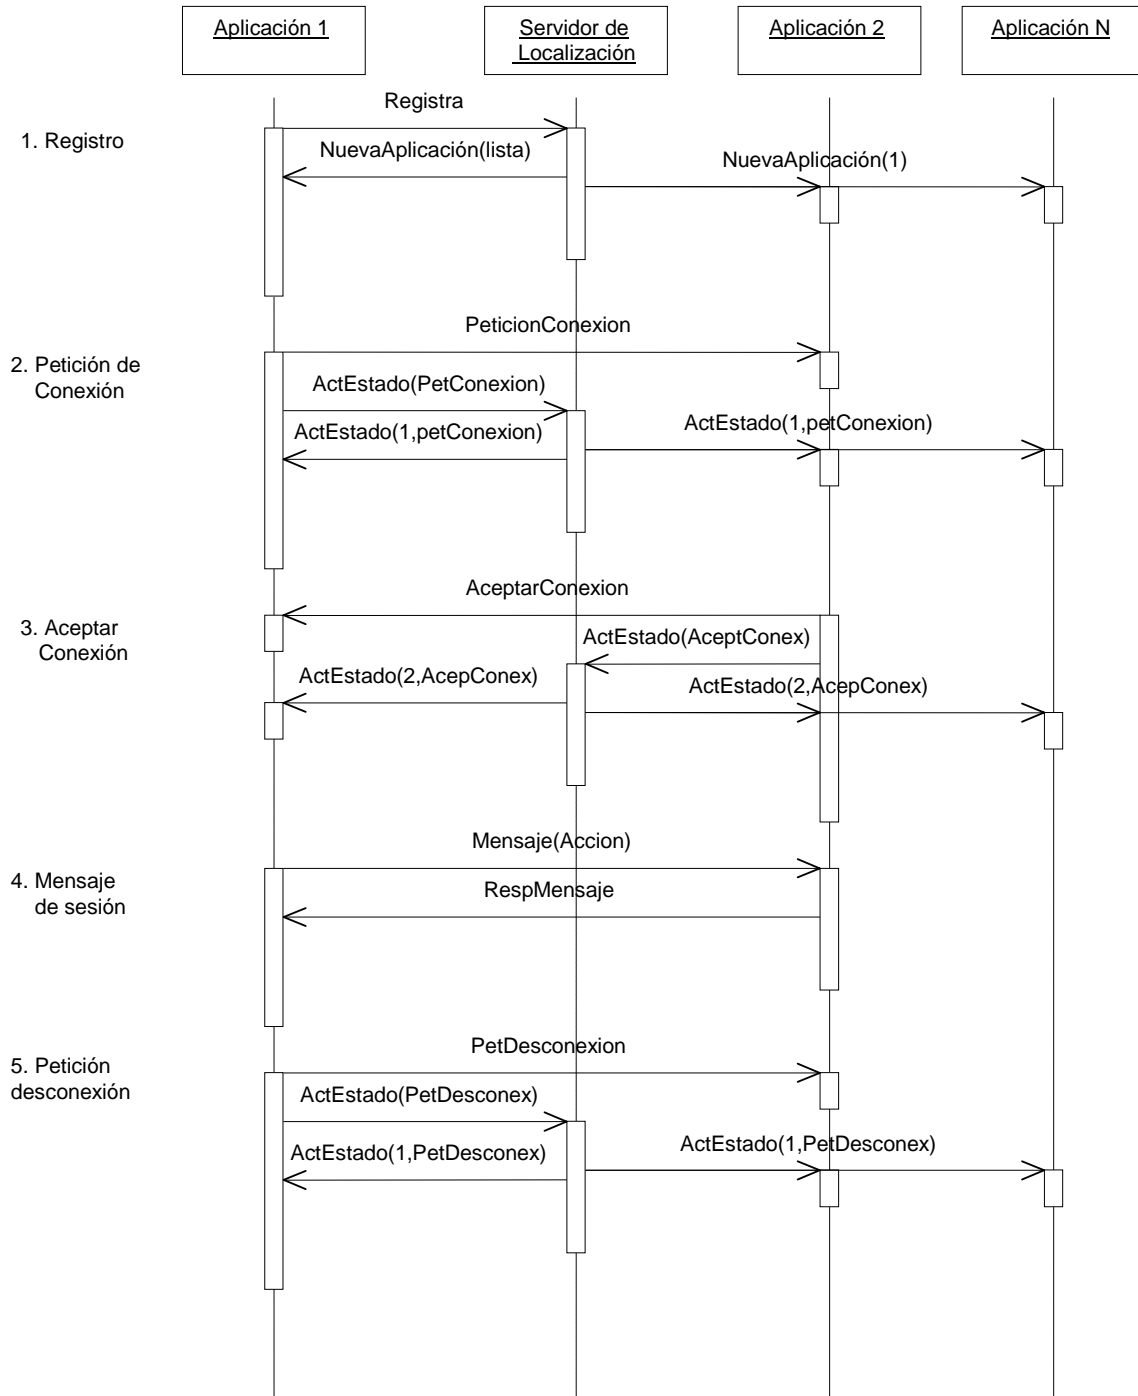 Aplicación 1
Servidor de
Localización
Aplicación 2
Aplicación N
Registra
1. Registro
NuevaAplicación(lista)
NuevaAplicación(1)
PeticionConexion
2. Petición de
Conexión
ActEstado(PetConexion)
ActEstado(1,petConexion)
ActEstado(1,petConexion)
AceptarConexion
3. Aceptar
Conexión
ActEstado(AceptConex)
ActEstado(2,AcepConex)
ActEstado(2,AcepConex)
Mensaje(Accion)
4. Mensaje
de sesión
RespMensaje
PetDesconexion
5. Petición
desconexión
ActEstado(PetDesconex)
ActEstado(1,PetDesconex)
ActEstado(1,PetDesconex)